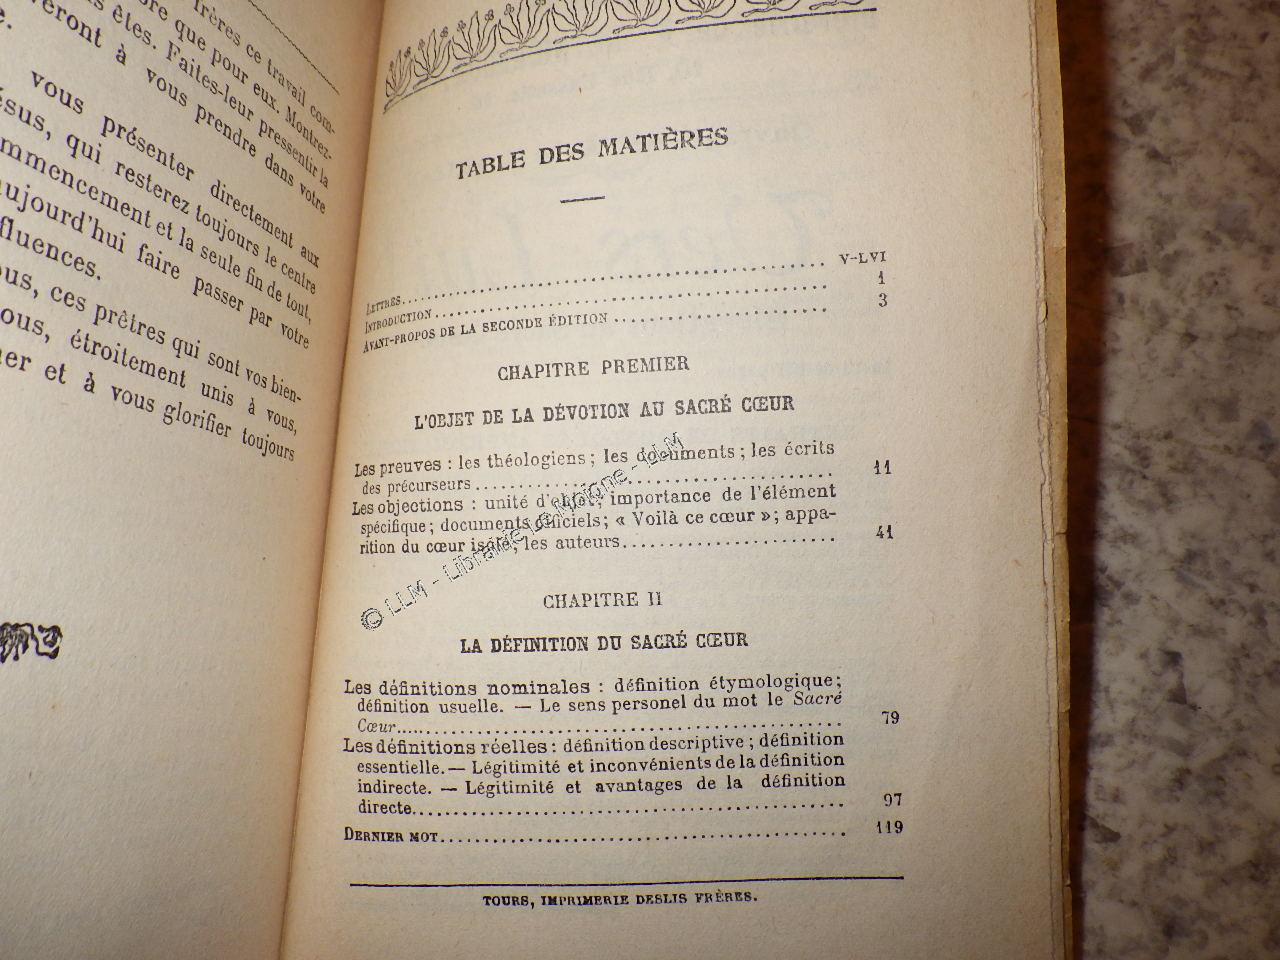 frères ce travail com-
que pour eux. Montrez-
êtes. Faites-leur pressentir la
veront à vous prendre dans votre
vous présenter directement aux
ésus, qui resterez toujours le centre
mmencement et la seule fin de tout,
aujourd'hui faire passer par votre
fluences.
ous, ces prêtres qui sont vos bien-
ous, étroitement unis à vous,
er et à vous glorifier toujours
TABLE DES MATIÈRES
LETTRES........ V-LVI
INTRODUCTION........ 1
AVANT-PROPOS DE LA SECONDE ÉDITION........ 3
CHAPITRE PREMIER
L'OBJET DE LA DÉVOTION AU SACRÉ CŒUR
Les preuves : les théologiens ; les documents ; les écrits
des précurseurs........ 11
Les objections : unité d'objet ; importance de l'élément
spécifique ; documents officiels ; « Voilà ce cœur » ; appa-
rition du cœur isolé ; les auteurs........ 41
CHAPITRE II
LA DÉFINITION DU SACRÉ CŒUR
Les définitions nominales : définition étymologique ;
définition usuelle. — Le sens personel du mot le Sacré
Cœur........ 79
Les définitions réelles : définition descriptive ; définition
essentielle. — Légitimité et inconvénients de la définition
indirecte. — Légitimité et avantages de la définition
directe........ 97
DERNIER MOT........ 119
TOURS, IMPRIMERIE DESLIS FRÈRES.
© LLM - Librairie Le Moigne - LLM